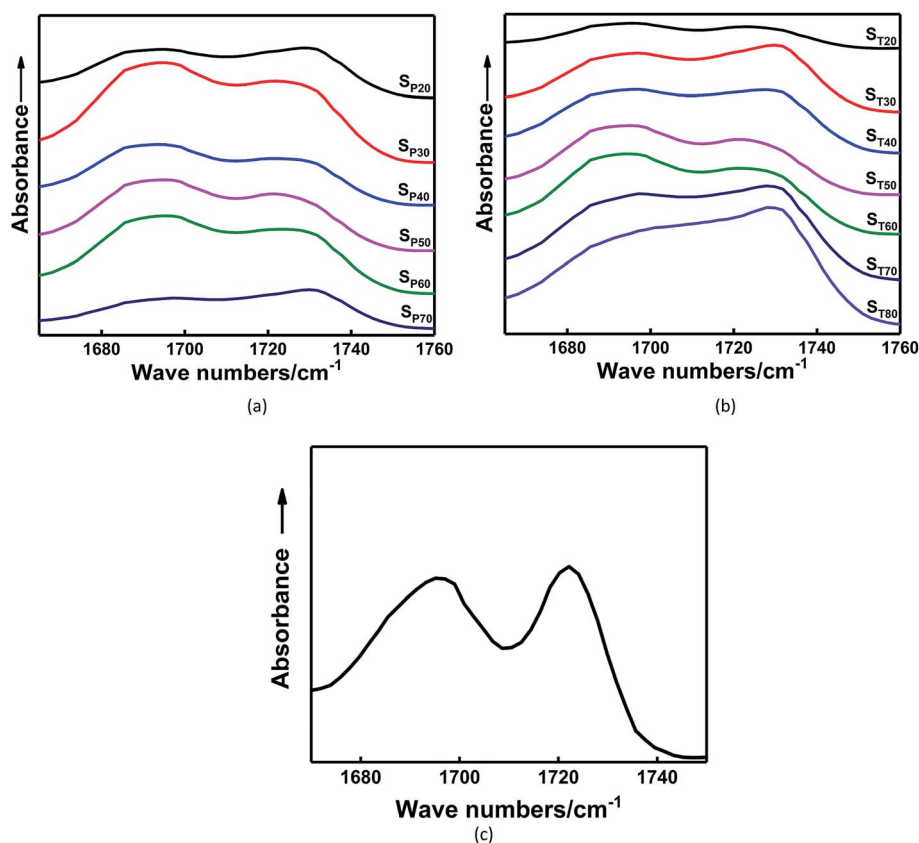 Absorbance
S_P20
S_P30
S_P40
S_P50
S_P60
S_P70
1680 1700 1720 1740 1760
Wave numbers/cm⁻¹
(a)
Absorbance
S_T20
S_T30
S_T40
S_T50
S_T60
S_T70
S_T80
1680 1700 1720 1740 1760
Wave numbers/cm⁻¹
(b)
Absorbance
1680 1700 1720 1740
Wave numbers/cm⁻¹
(c)